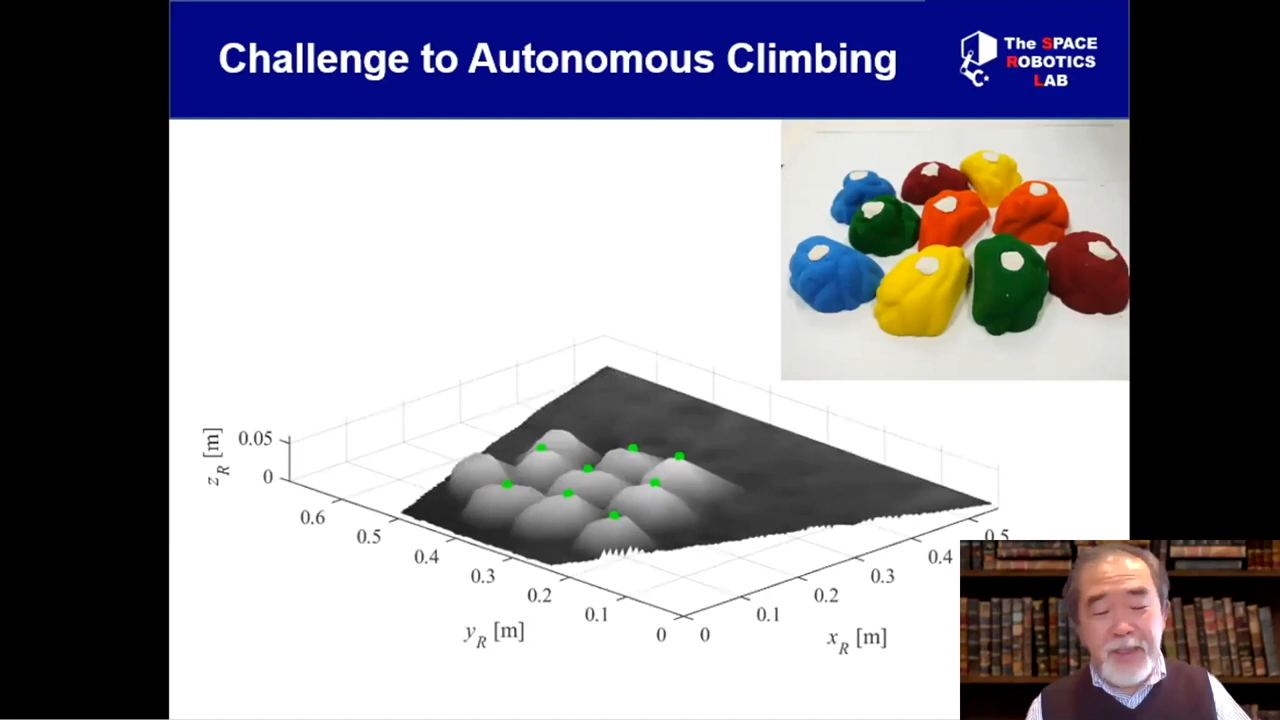 Challenge to Autonomous Climbing
The SPACE
ROBOTICS
LAB
z_R [m]
0.05
0
0.6
0.5
0.4
0.3
0.2
0.1
0
y_R [m]
0
0.1
0.2
0.3
0.4
0.5
x_R [m]